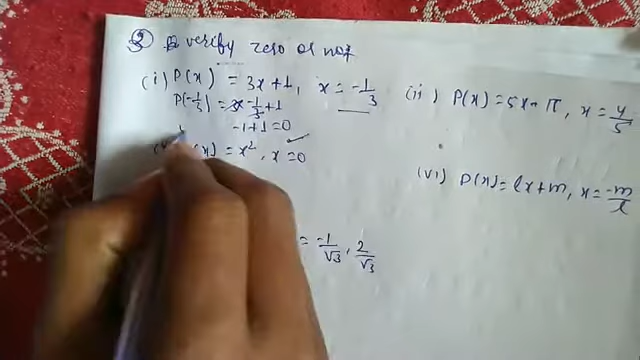 ③ verify zero or not
(i) P(x) = 3x+1, x = -1/3
P(-1/3) = 3x -1/3 +1
-1+1=0
(x) = x², x=0
= -1/√3, 2/√3
(ii) P(x) = 5x - π, x = 4/5
(vi) P(x) = lx+m, x = -m/l